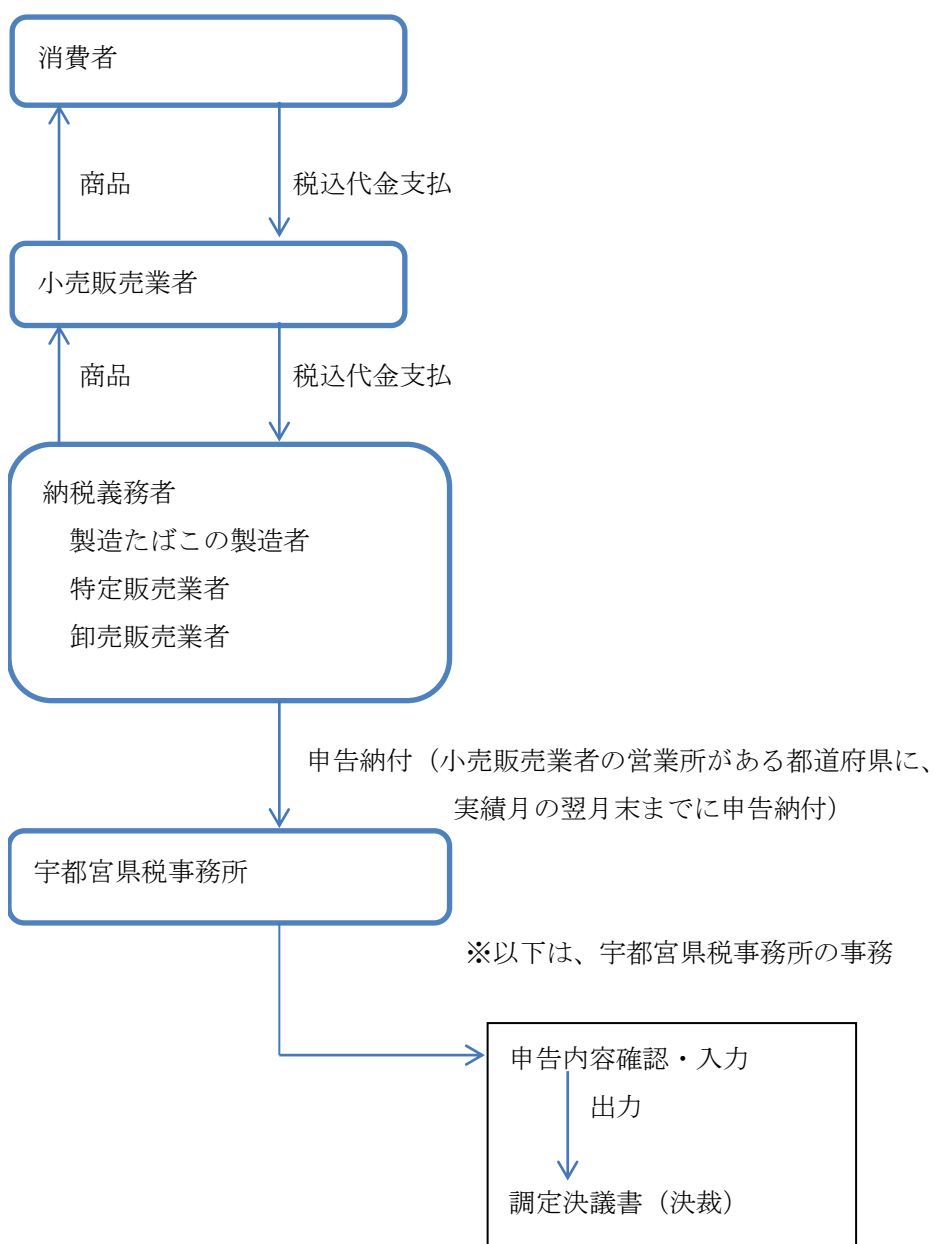 消費者
商品
税込代金支払
小売販売業者
商品
税込代金支払
納税義務者
製造たばこの製造者
特定販売業者
卸売販売業者
申告納付（小売販売業者の営業所がある都道府県に、
実績月の翌月末までに申告納付）
宇都宮県税事務所
※以下は、宇都宮県税事務所の事務
申告内容確認・入力
出力
調定決議書（決裁）